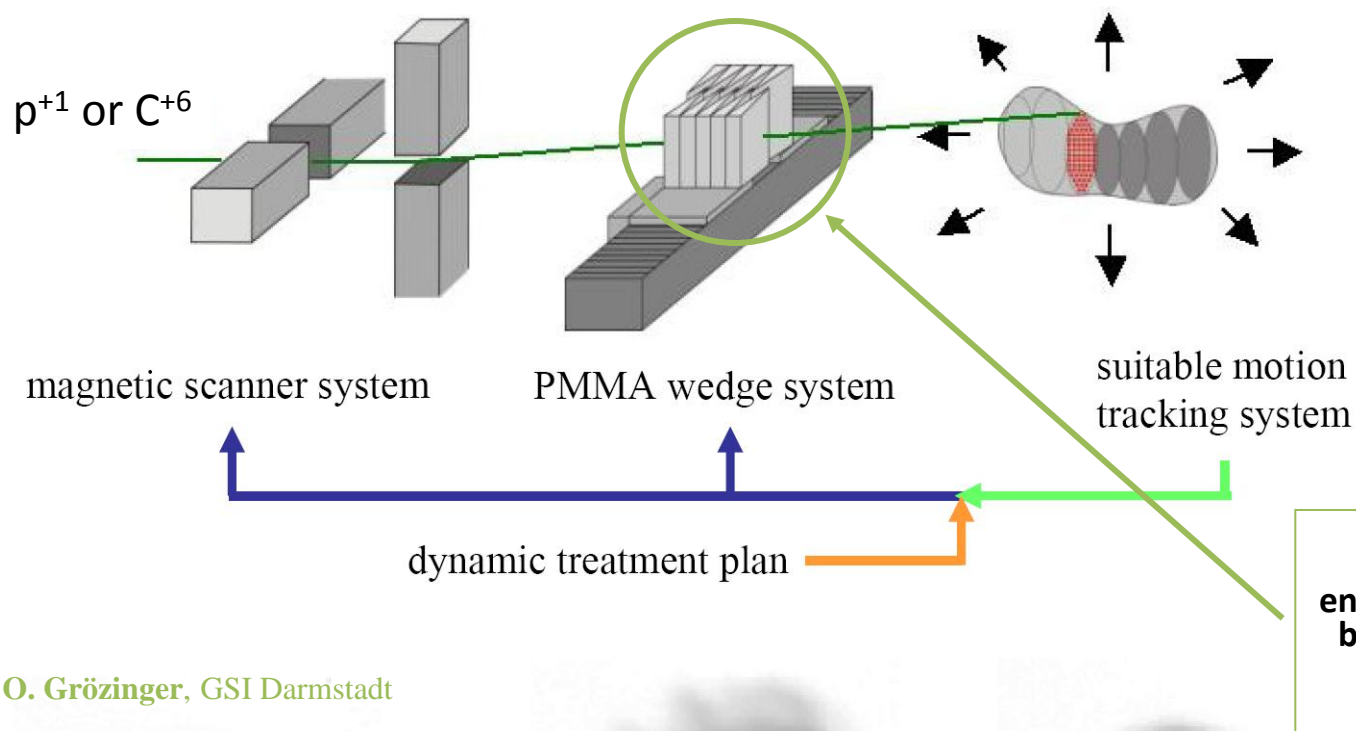 p+1 or C+6
magnetic scanner system
PMMA wedge system
suitable motion
tracking system
dynamic treatment plan
O. Grözinger, GSI Darmstadt